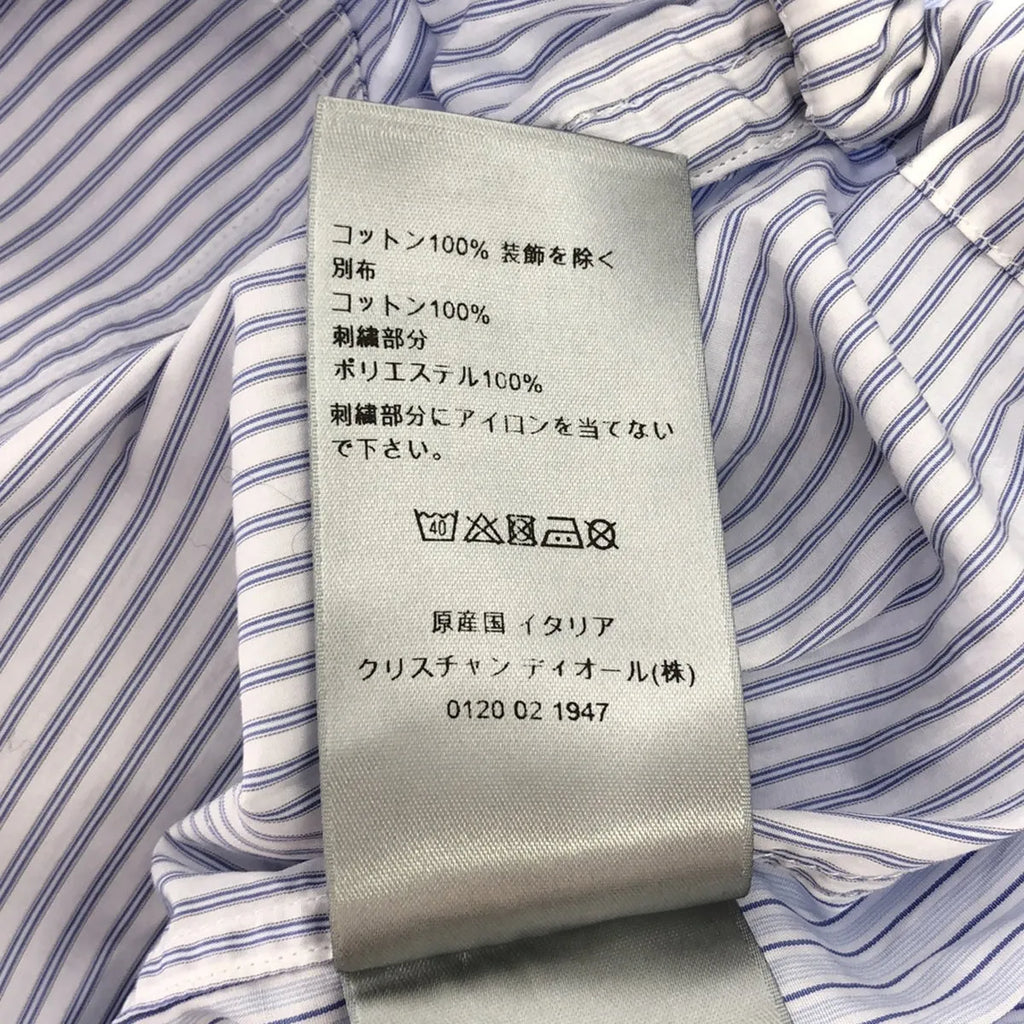 コットン100% 装飾を除く
別布
コットン100%
刺繍部分
ポリエステル100%
刺繍部分にアイロンを当てない
で下さい。
40
原産国 イタリア
クリスチャン ディオール(株)
0120 02 1947